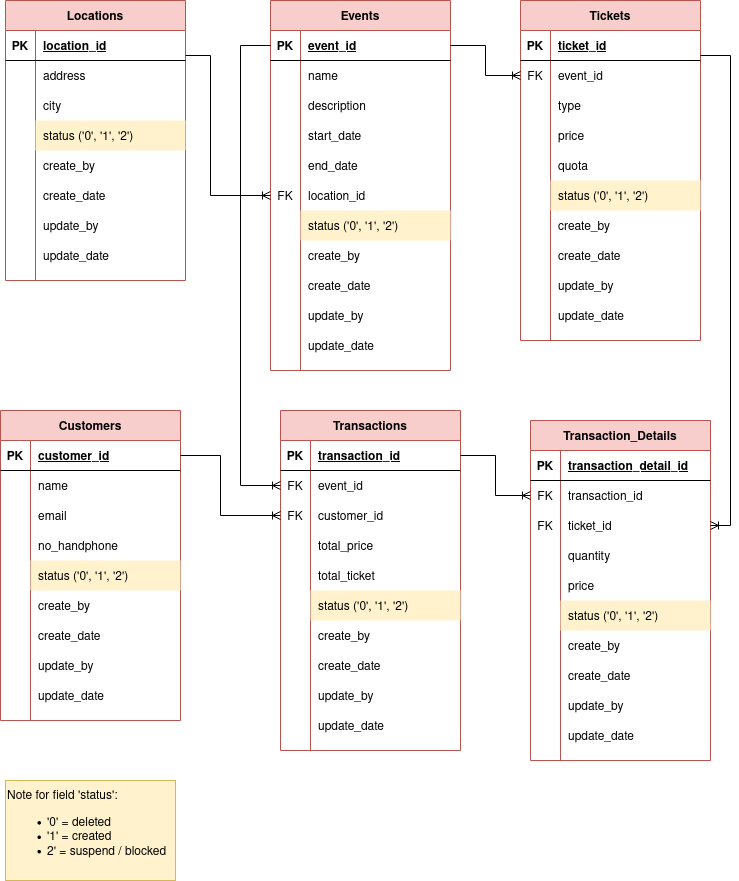 Locations
PK location_id
address
city
status ('0', '1', '2')
create_by
create_date
update_by
update_date
Events
PK event_id
name
description
start_date
end_date
FK location_id
status ('0', '1', '2')
create_by
create_date
update_by
update_date
Tickets
PK ticket_id
FK event_id
type
price
quota
status ('0', '1', '2')
create_by
create_date
update_by
update_date
Customers
PK customer_id
name
email
no_handphone
status ('0', '1', '2')
create_by
create_date
update_by
update_date
Transactions
PK transaction_id
FK event_id
FK customer_id
total_price
total_ticket
status ('0', '1', '2')
create_by
create_date
update_by
update_date
Transaction_Details
PK transaction_detail_id
FK transaction_id
FK ticket_id
quantity
price
status ('0', '1', '2')
create_by
create_date
update_by
update_date
Note for field 'status':
• '0' = deleted
• '1' = created
• 2' = suspend / blocked